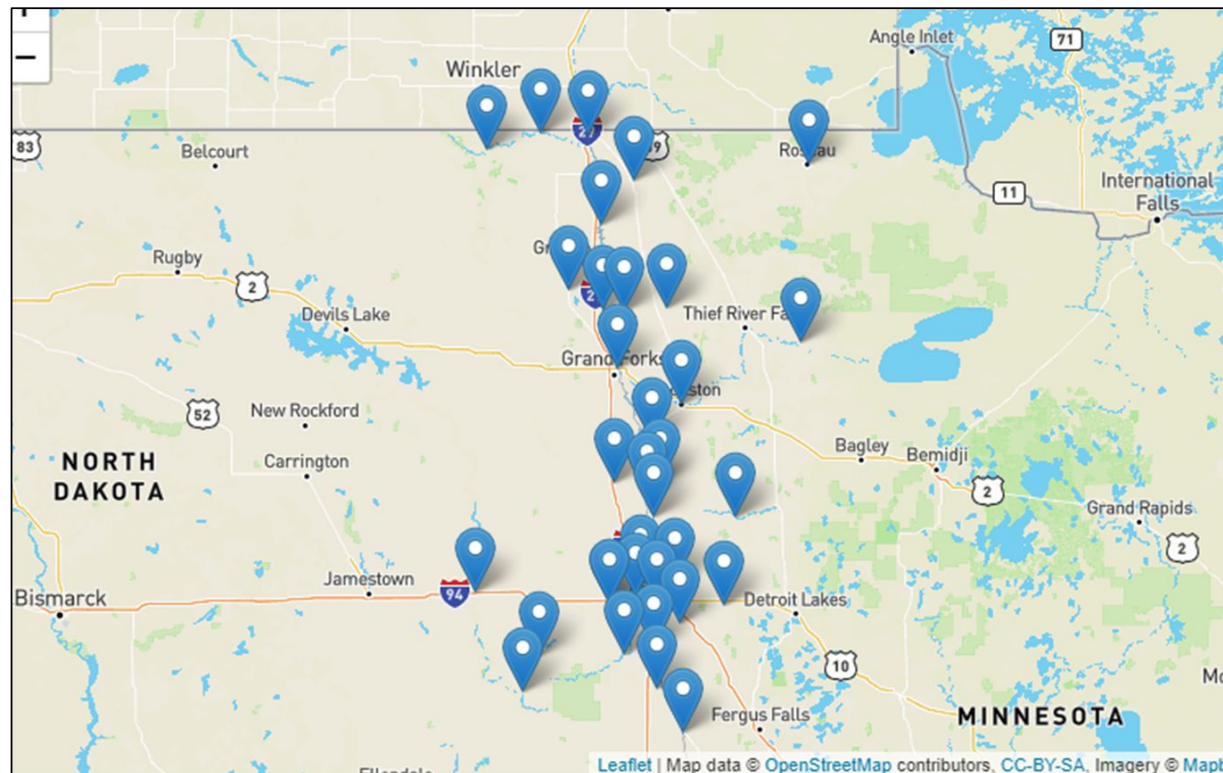 Angle Inlet
71
Winkler
29
83
Belcourt
Roseau
11
International
Falls
Rugby
2
Devils Lake
Thief River Fa
Grand Forks
52
New Rockford
ston
NORTH
DAKOTA
Carrington
Bagley
Bemidji
2
Grand Rapids
2
Jamestown
94
Bismarck
Detroit Lakes
10
Fergus Falls
MINNESOTA
Mo
Leaflet | Map data © OpenStreetMap contributors, CC-BY-SA, Imagery © Mapb